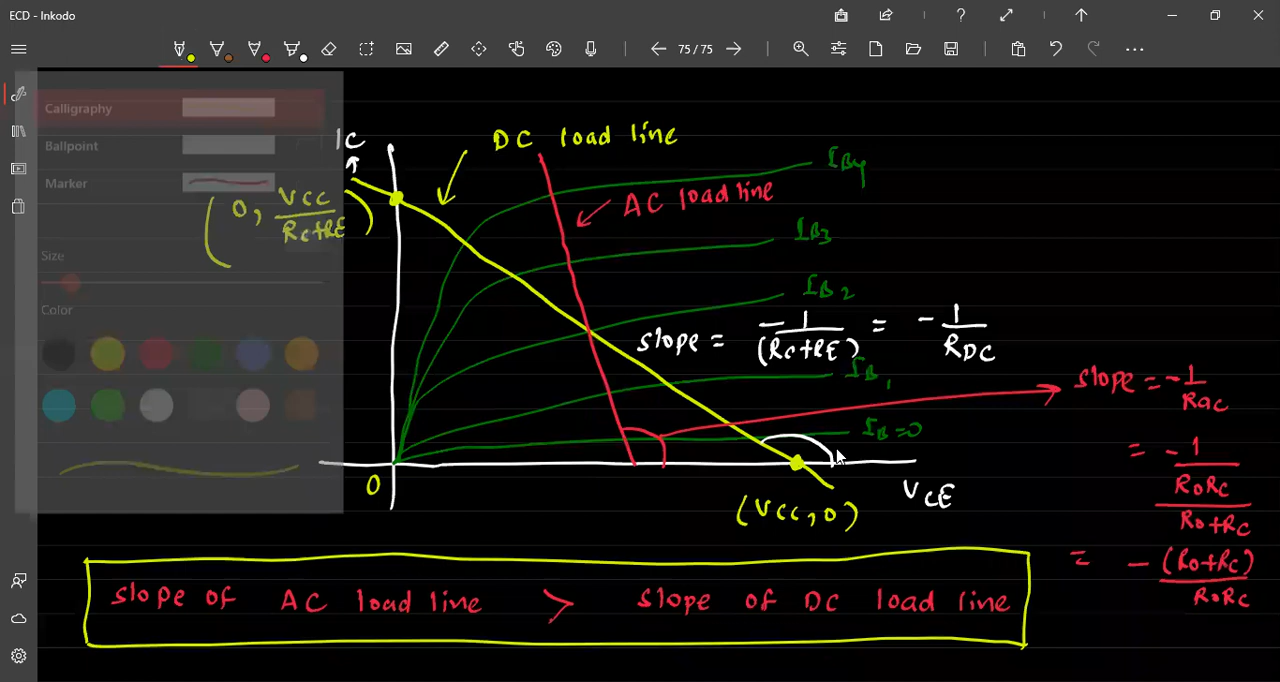 ECD - Inkodo
75 / 75
Calligraphy
Ballpoint
Marker
Size
Color
IC
DC load line
IB4
AC load line
(0, VCC/(RC+RE))
IB3
IB2
slope = -1/(RC+RE) = -1/RDC
IB1
slope = -1/Rac
IB=0
= -1/(RoRC/(Ro+RC))
0
VCE
(VCC, 0)
= -(Ro+RC)/RoRC
slope of AC load line > slope of DC load line